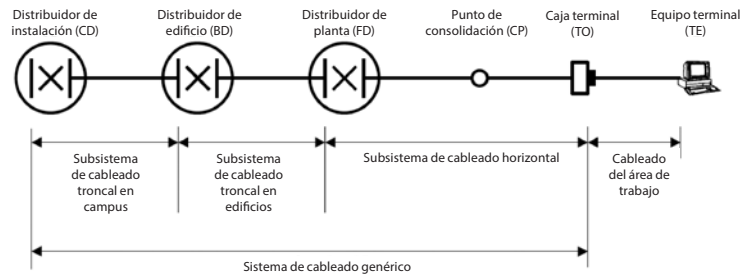 Distribuidor de
instalación (CD)
Distribuidor de
edificio (BD)
Distribuidor de
planta (FD)
Punto de
consolidación (CP)
Caja terminal
(TO)
Equipo terminal
(TE)
Subsistema
de cableado
troncal en
campus
Subsistema
de cableado
troncal en
edificios
Subsistema de cableado horizontal
Cableado
del área de
trabajo
Sistema de cableado genérico